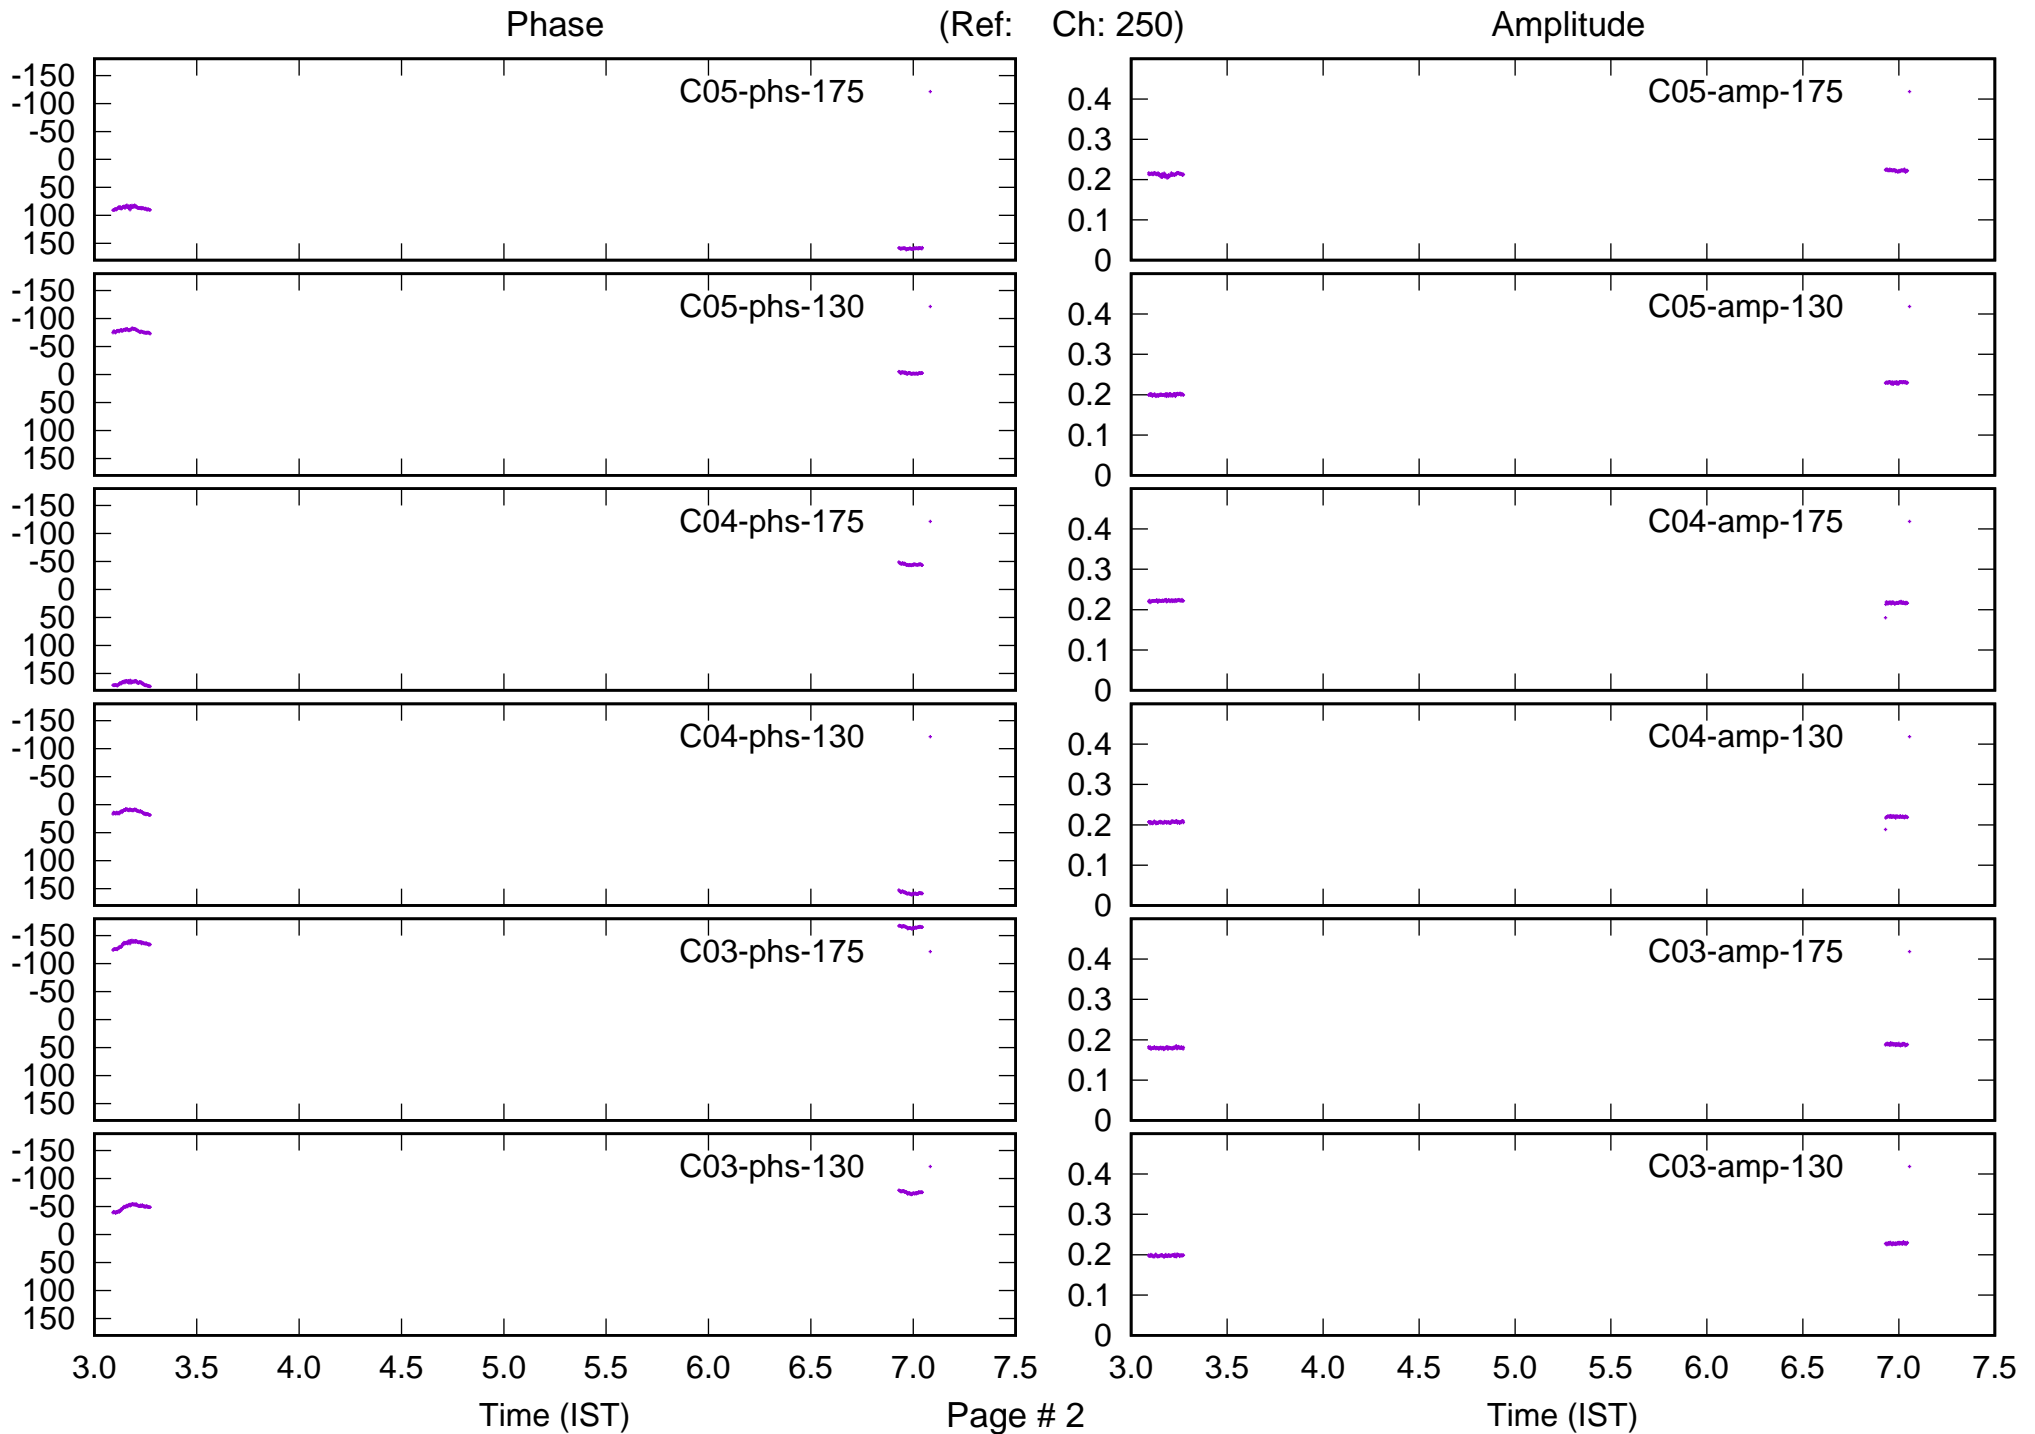 Phase (Ref: Ch: 250) Amplitude
-150 -100 -50 0 50 100 150 C05-phs-175
0.4 0.3 0.2 0.1 0 C05-amp-175
-150 -100 -50 0 50 100 150 C05-phs-130
0.4 0.3 0.2 0.1 0 C05-amp-130
-150 -100 -50 0 50 100 150 C04-phs-175
0.4 0.3 0.2 0.1 0 C04-amp-175
-150 -100 -50 0 50 100 150 C04-phs-130
0.4 0.3 0.2 0.1 0 C04-amp-130
-150 -100 -50 0 50 100 150 C03-phs-175
0.4 0.3 0.2 0.1 0 C03-amp-175
-150 -100 -50 0 50 100 150 C03-phs-130
0.4 0.3 0.2 0.1 0 C03-amp-130
3.0 3.5 4.0 4.5 5.0 5.5 6.0 6.5 7.0 7.5 3.0 3.5 4.0 4.5 5.0 5.5 6.0 6.5 7.0 7.5
Time (IST) Page # 2 Time (IST)